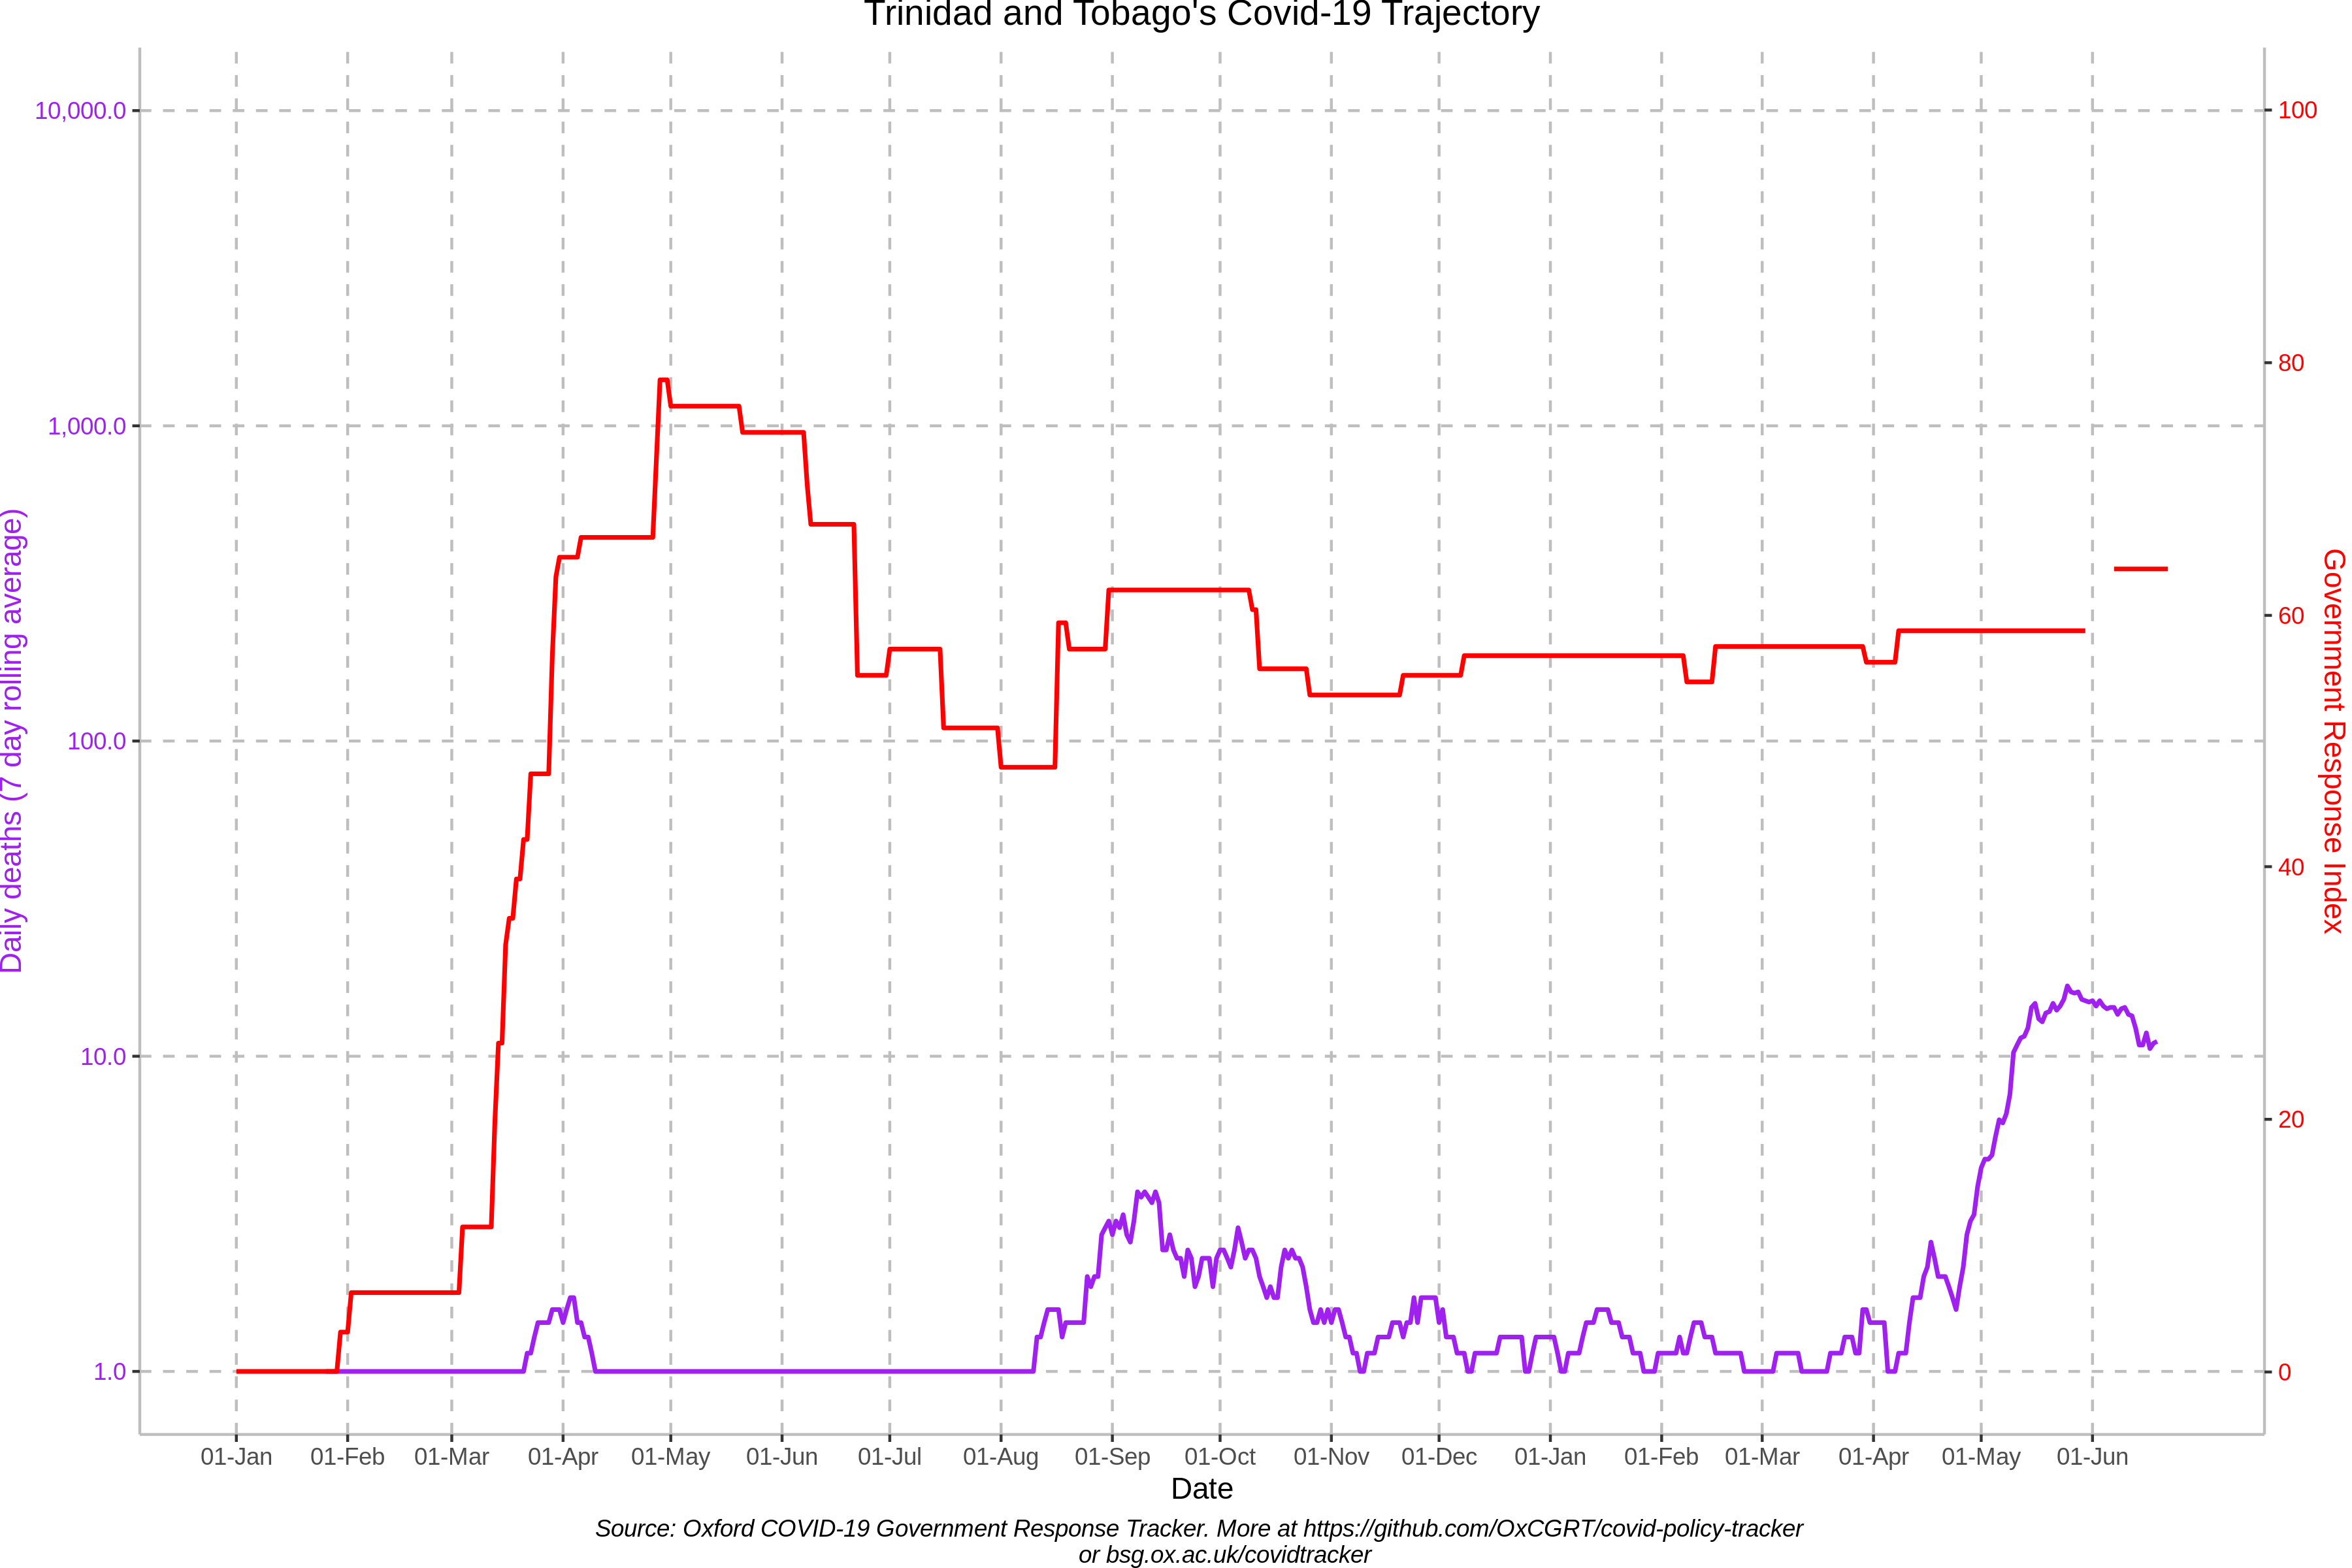 Trinidad and Tobago's Covid-19 Trajectory
10,000.0
1,000.0
100.0
10.0
1.0
Daily deaths (7 day rolling average)
100
80
60
40
20
0
Government Response Index
01-Jan 01-Feb 01-Mar 01-Apr 01-May 01-Jun 01-Jul 01-Aug 01-Sep 01-Oct 01-Nov 01-Dec 01-Jan 01-Feb 01-Mar 01-Apr 01-May 01-Jun
Date
Source: Oxford COVID-19 Government Response Tracker. More at https://github.com/OxCGRT/covid-policy-tracker
or bsg.ox.ac.uk/covidtracker